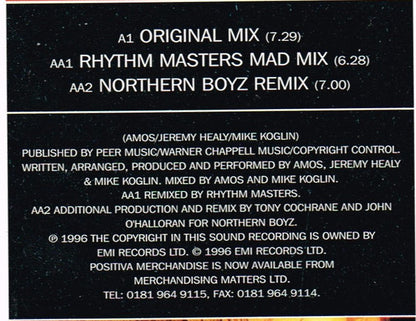 A1 ORIGINAL MIX (7.29)
AA1 RHYTHM MASTERS MAD MIX (6.28)
AA2 NORTHERN BOYZ REMIX (7.00)
(AMOS/JEREMY HEALY/MIKE KOGLIN)
PUBLISHED BY PEER MUSIC/WARNER CHAPPELL MUSIC/COPYRIGHT CONTROL.
WRITTEN, ARRANGED, PRODUCED AND PERFORMED BY AMOS, JEREMY HEALY
& MIKE KOGLIN. MIXED BY AMOS AND MIKE KOGLIN.
AA1 REMIXED BY RHYTHM MASTERS.
AA2 ADDITIONAL PRODUCTION AND REMIX BY TONY COCHRANE AND JOHN
O'HALLORAN FOR NORTHERN BOYZ.
℗ 1996 THE COPYRIGHT IN THIS SOUND RECORDING IS OWNED BY
EMI RECORDS LTD. © 1996 EMI RECORDS LTD.
POSITIVA MERCHANDISE IS NOW AVAILABLE FROM
MERCHANDISING MATTERS LTD.
TEL: 0181 964 9115, FAX: 0181 964 9114.